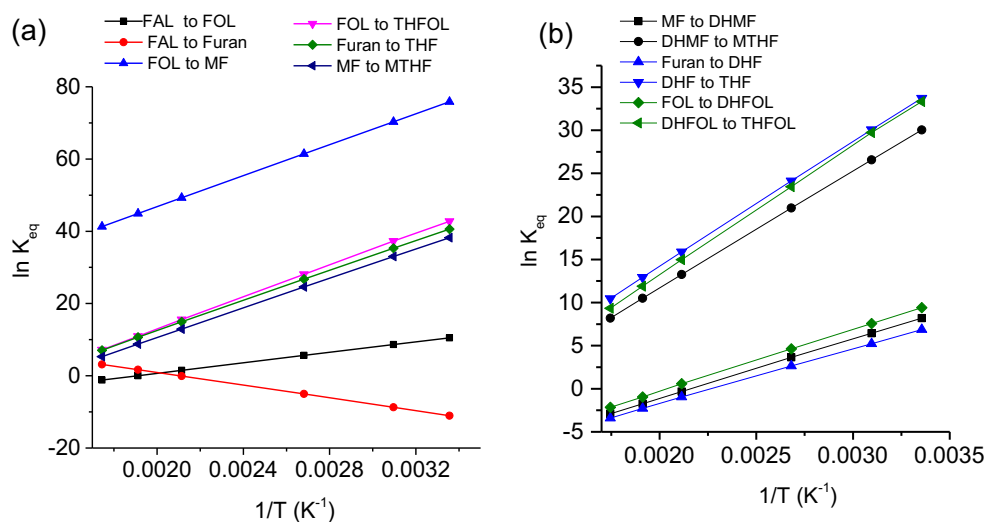 (a)
FAL to FOL
FAL to Furan
FOL to MF
FOL to THFOL
Furan to THF
MF to MTHF
80
60
40
20
0
-20
ln K_eq
0.0020 0.0024 0.0028 0.0032
1/T (K⁻¹)
(b)
MF to DHMF
DHMF to MTHF
Furan to DHF
DHF to THF
FOL to DHFOL
DHFOL to THFOL
35
30
25
20
15
10
5
0
-5
ln K_eq
0.0020 0.0025 0.0030 0.0035
1/T (K⁻¹)